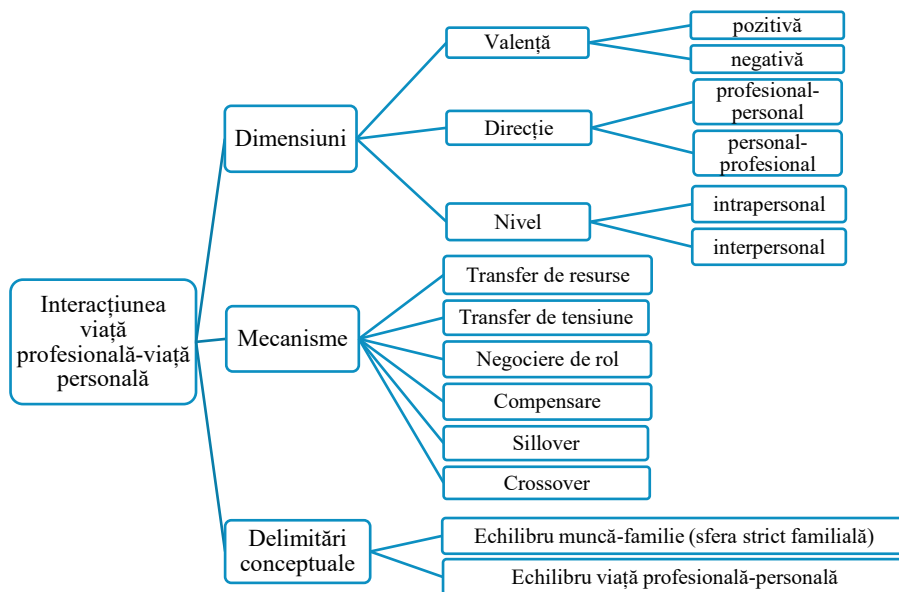 Interacțiunea
viață
profesională-viață
personală
Dimensiuni
Valență
pozitivă
negativă
Direcție
profesional-
personal
personal-
profesional
Nivel
intrapersonal
interpersonal
Mecanisme
Transfer de resurse
Transfer de tensiune
Negociere de rol
Compensare
Sillover
Crossover
Delimitări
conceptuale
Echilibru muncă-familie (sfera strict familială)
Echilibru viață profesională-personală